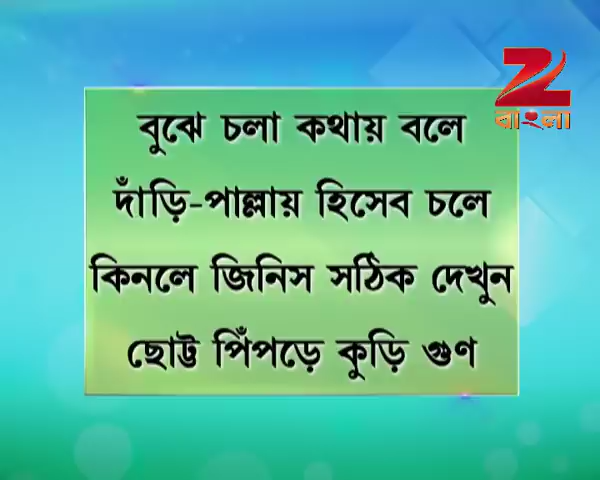 Z
বাংলা
বুঝে চলা কথায় বলে
দাঁড়ি-পাল্লায় হিসেব চলে
কিনলে জিনিস সঠিক দেখুন
ছোট্ট পিঁপড়ে কুড়ি গুণ